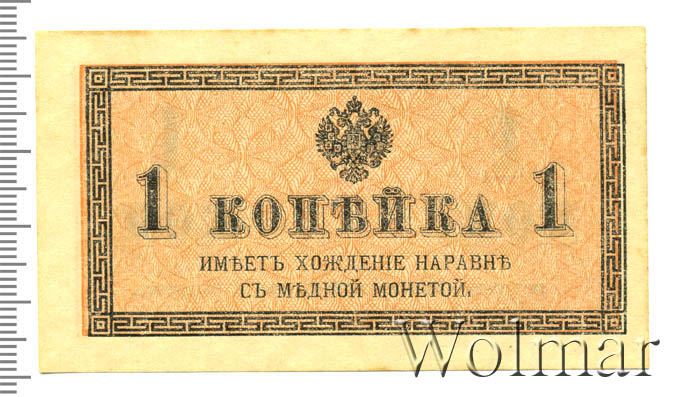 1 КОПѢЙКА 1
ИМѢЕТЪ ХОЖДЕНІЕ НАРАВНѢ
СЪ МѢДНОЙ МОНЕТОЙ.
Wolmar